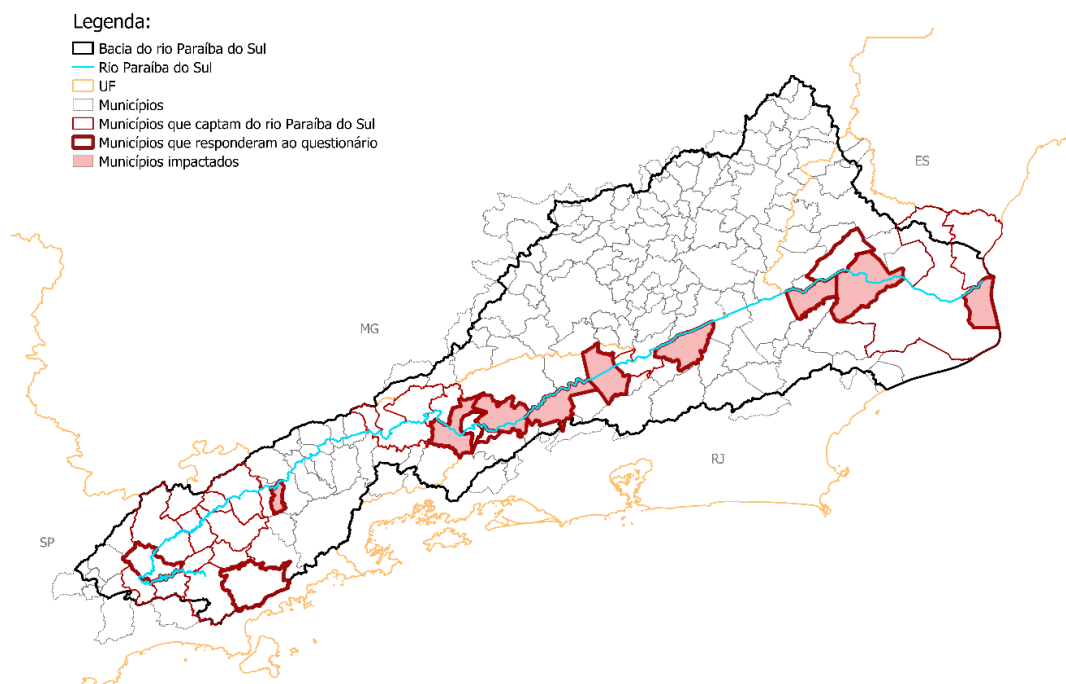 Legenda:
Bacia do rio Paraíba do Sul
Rio Paraíba do Sul
UF
Municípios
Municípios que captam do rio Paraíba do Sul
Municípios que responderam ao questionário
Municípios impactados
ES
MG
RJ
SP